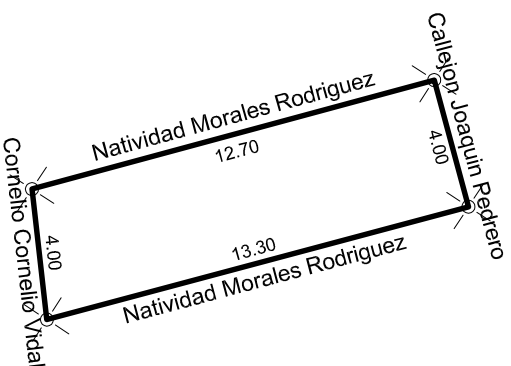 Callejon Joaquin Pedrero
Natividad Morales Rodriguez
12.70
4.00
Cornelio Cornelio Vidal
4.00
13.30
Natividad Morales Rodriguez